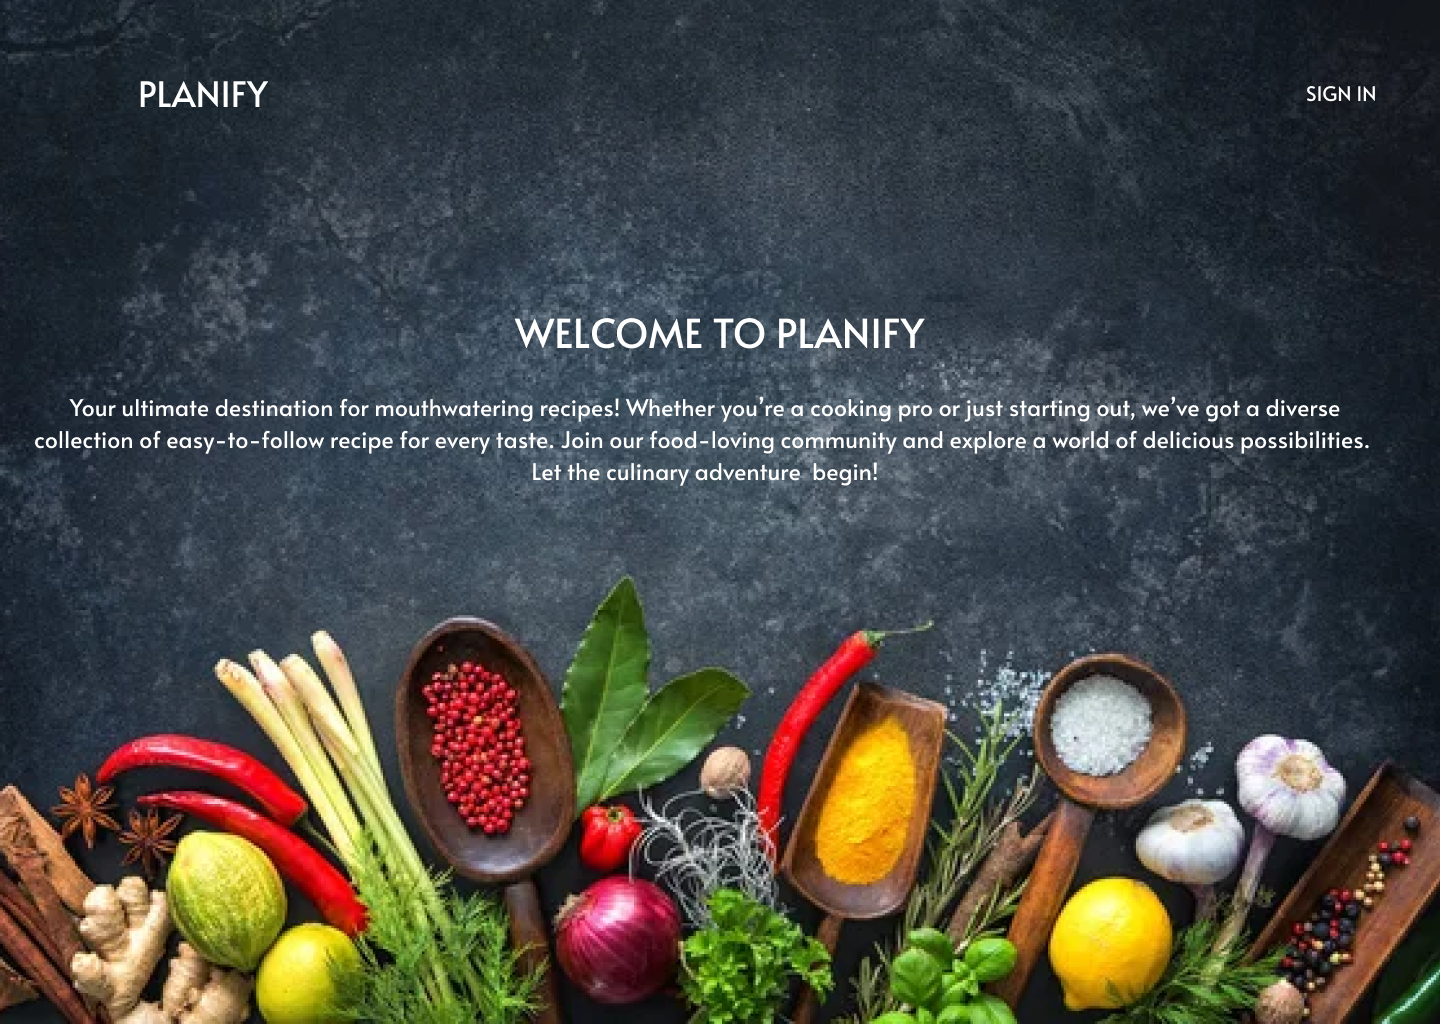 PLANIFY
SIGN IN
WELCOME TO PLANIFY
Your ultimate destination for mouthwatering recipes! Whether you’re a cooking pro or just starting out, we’ve got a diverse
collection of easy-to-follow recipe for every taste. Join our food-loving community and explore a world of delicious possibilities.
Let the culinary adventure  begin!